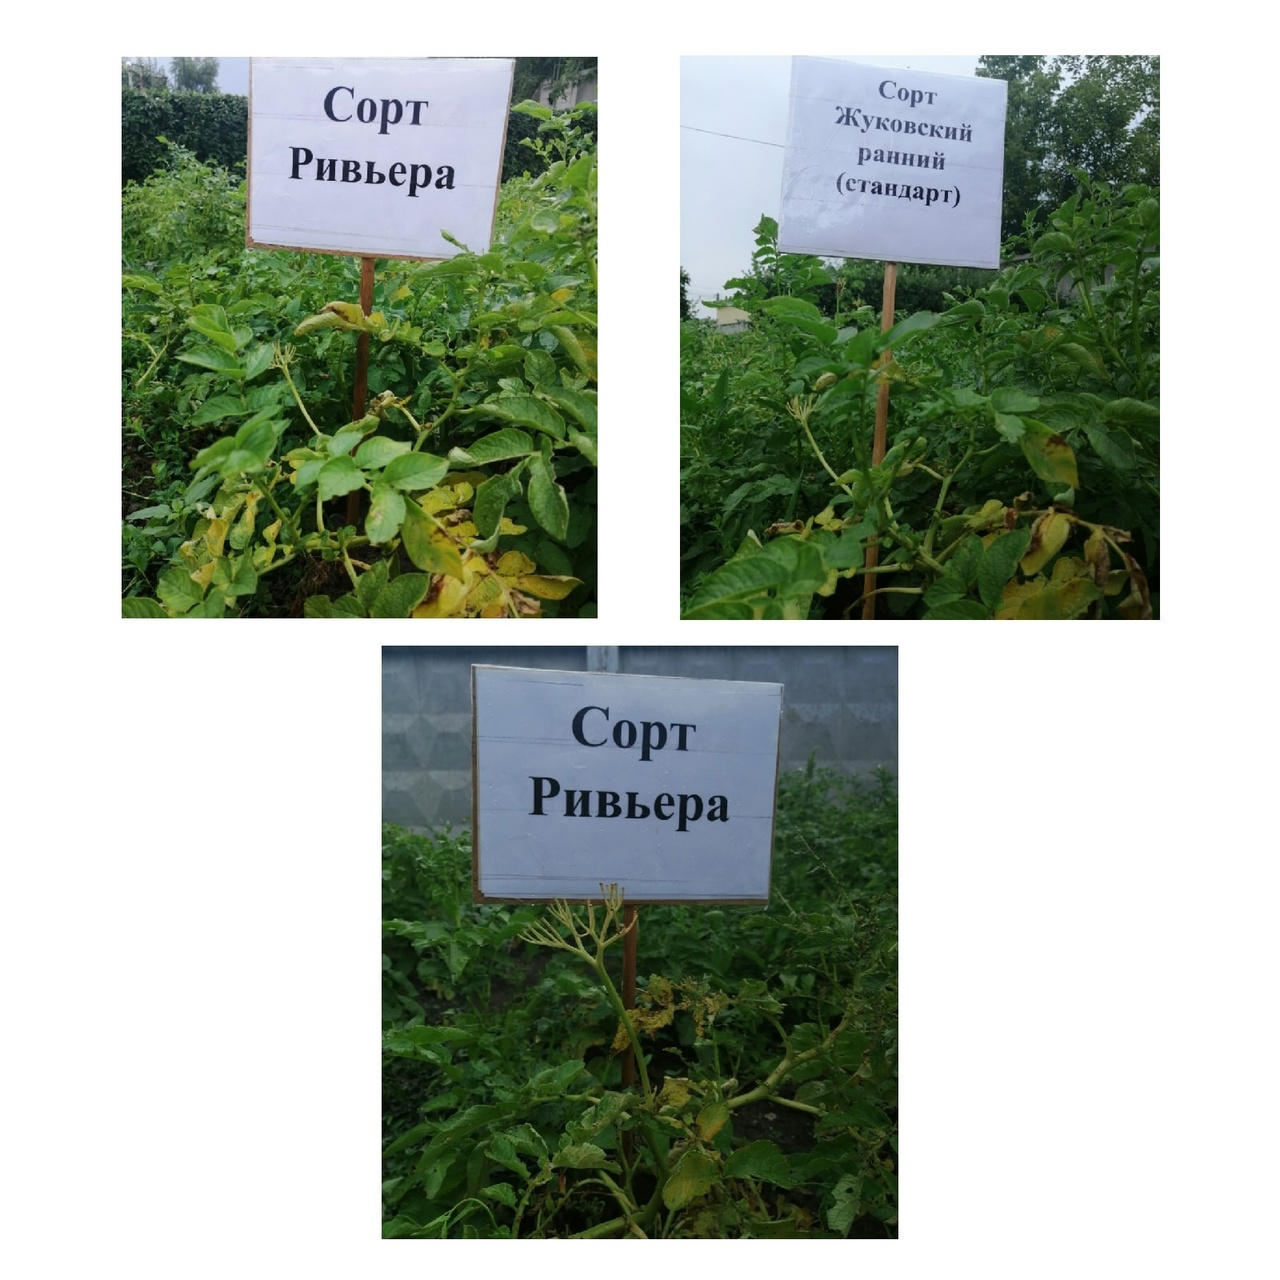 Сорт
Ривьера
Сорт
Жуковский
ранний
(стандарт)
Сорт
Ривьера